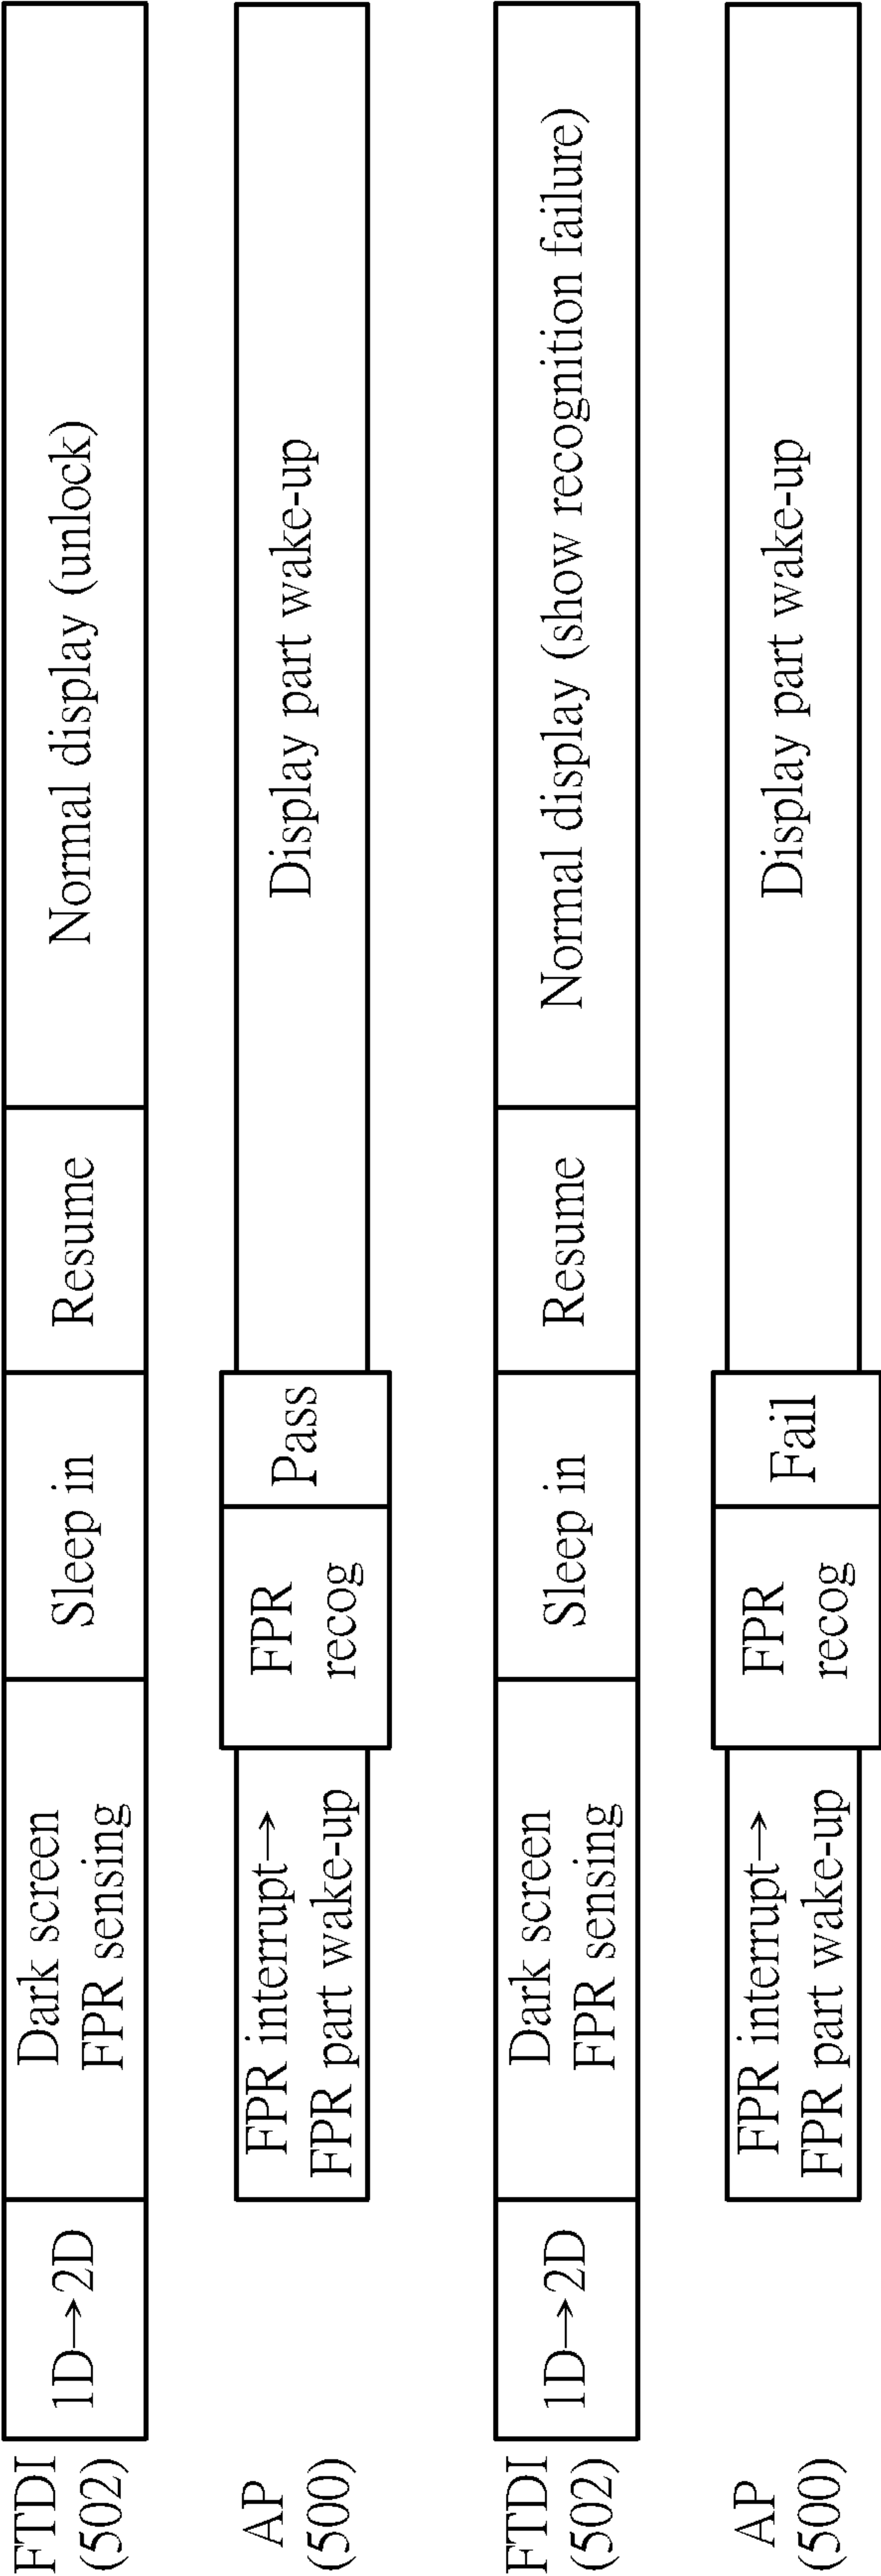 FTDI
(502)
1D→2D
Dark screen
FPR sensing
Sleep in
Resume
Normal display (unlock)
AP
(500)
FPR interrupt→
FPR part wake-up
FPR
recog
Pass
Display part wake-up
FTDI
(502)
1D→2D
Dark screen
FPR sensing
Sleep in
Resume
Normal display (show recognition failure)
AP
(500)
FPR interrupt→
FPR part wake-up
FPR
recog
Fail
Display part wake-up